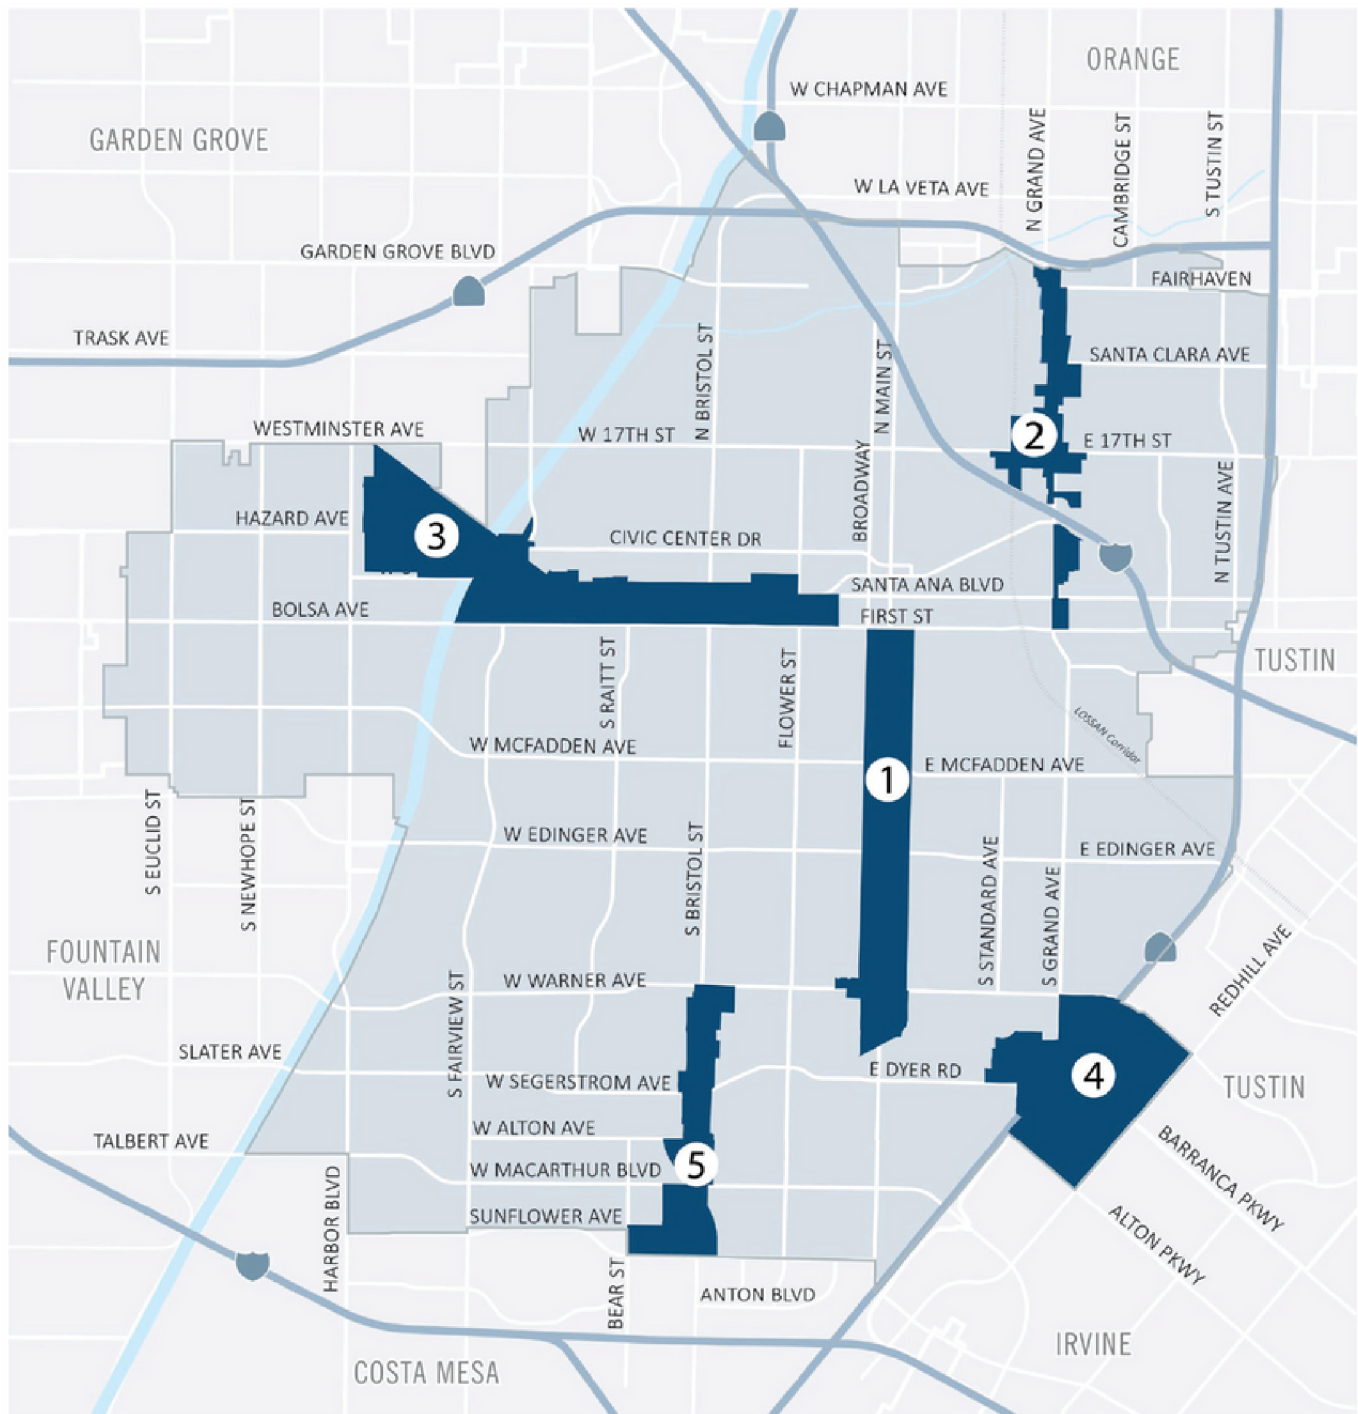 ORANGE
W CHAPMAN AVE
GARDEN GROVE
N GRAND AVE
CAMBRIDGE ST
S TUSTIN ST
W LA VETA AVE
GARDEN GROVE BLVD
FAIRHAVEN
TRASK AVE
N BRISTOL ST
N MAIN ST
SANTA CLARA AVE
WESTMINSTER AVE
W 17TH ST
2
E 17TH ST
BROADWAY
N TUSTIN AVE
HAZARD AVE
3
CIVIC CENTER DR
SANTA ANA BLVD
BOLSA AVE
FIRST ST
S RAITT ST
FLOWER ST
TUSTIN
LOSSAN Corridor
W MCFADDEN AVE
1
E MCFADDEN AVE
S EUCLID ST
S NEWHOPE ST
W EDINGER AVE
S BRISTOL ST
S STANDARD AVE
S GRAND AVE
E EDINGER AVE
FOUNTAIN
VALLEY
S FAIRVIEW ST
W WARNER AVE
REDHILL AVE
SLATER AVE
W SEGERSTROM AVE
E DYER RD
4
TUSTIN
TALBERT AVE
W ALTON AVE
5
W MACARTHUR BLVD
BARRANCA PKWY
HARBOR BLVD
SUNFLOWER AVE
ALTON PKWY
BEAR ST
ANTON BLVD
IRVINE
COSTA MESA